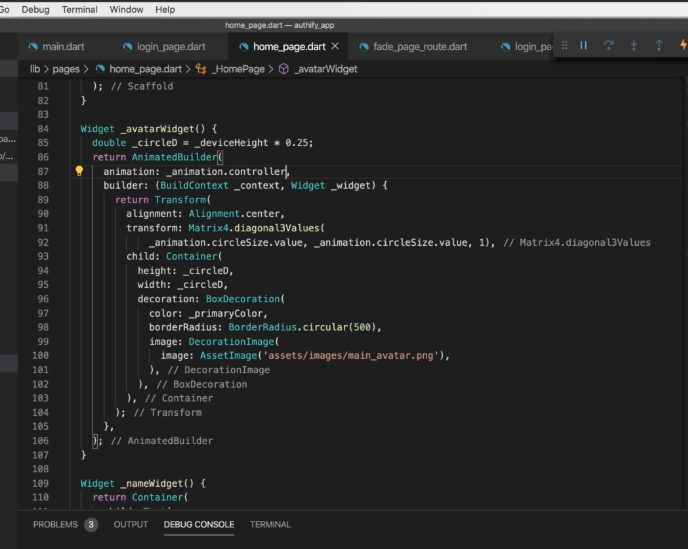 Go Debug Terminal Window Help
home_page.dart — authify_app
main.dart login_page.dart home_page.dart × fade_page_route.dart login_pa
lib > pages > home_page.dart > _HomePage > _avatarWidget
81 ); // Scaffold
82 }
83
84 Widget _avatarWidget() {
85 double _circleD = _deviceHeight * 0.25;
86 return AnimatedBuilder(
87 animation: _animation.controller,
88 builder: (BuildContext _context, Widget _widget) {
89 return Transform(
90 alignment: Alignment.center,
91 transform: Matrix4.diagonal3Values(
92 _animation.circleSize.value, _animation.circleSize.value, 1), // Matrix4.diagonal3Values
93 child: Container(
94 height: _circleD,
95 width: _circleD,
96 decoration: BoxDecoration(
97 color: _primaryColor,
98 borderRadius: BorderRadius.circular(500),
99 image: DecorationImage(
100 image: AssetImage('assets/images/main_avatar.png'),
101 ), // DecorationImage
102 ), // BoxDecoration
103 ), // Container
104 ); // Transform
105 },
106 ); // AnimatedBuilder
107 }
108
109 Widget _nameWidget() {
110 return Container(
PROBLEMS 3 OUTPUT DEBUG CONSOLE TERMINAL